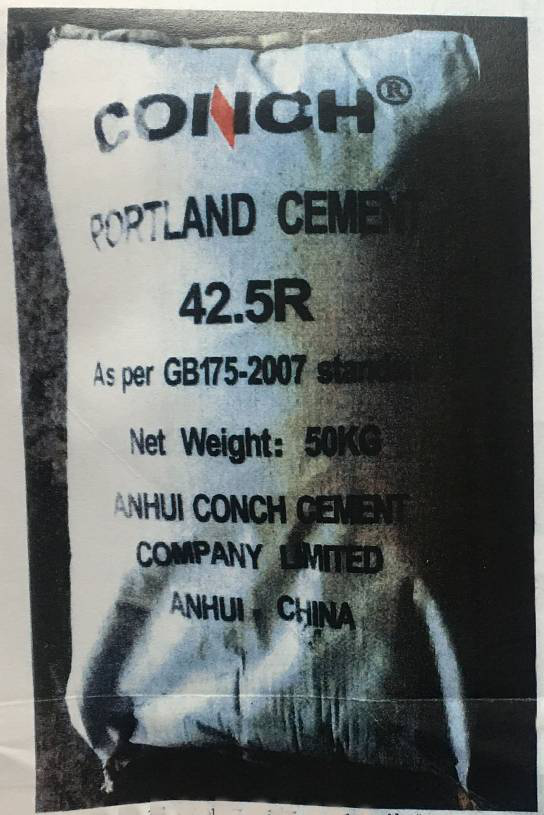 CONCH®
PORTLAND CEMENT
42.5R
As per GB175-2007 standard
Net Weight: 50KG
ANHUI CONCH CEMENT
COMPANY LIMITED
ANHUI - CHINA